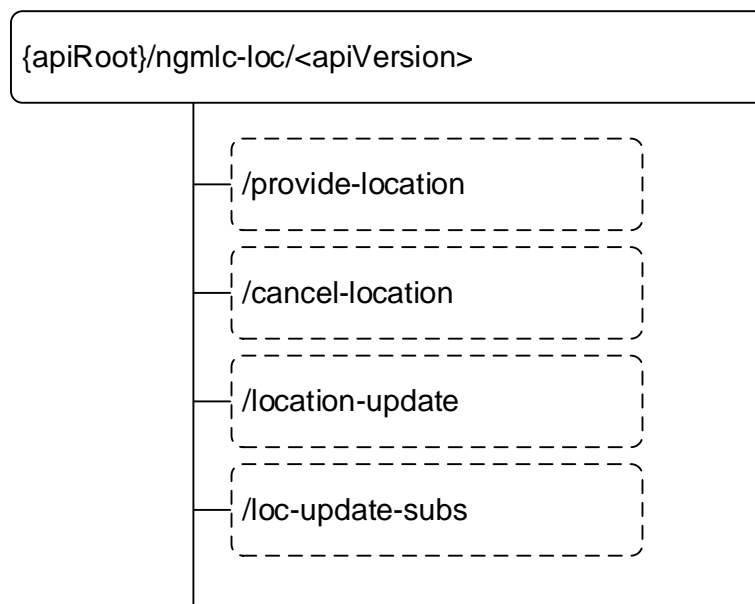 {apiRoot}/ngmlc-loc/<apiVersion>
/provide-location
/cancel-location
/location-update
/loc-update-subs